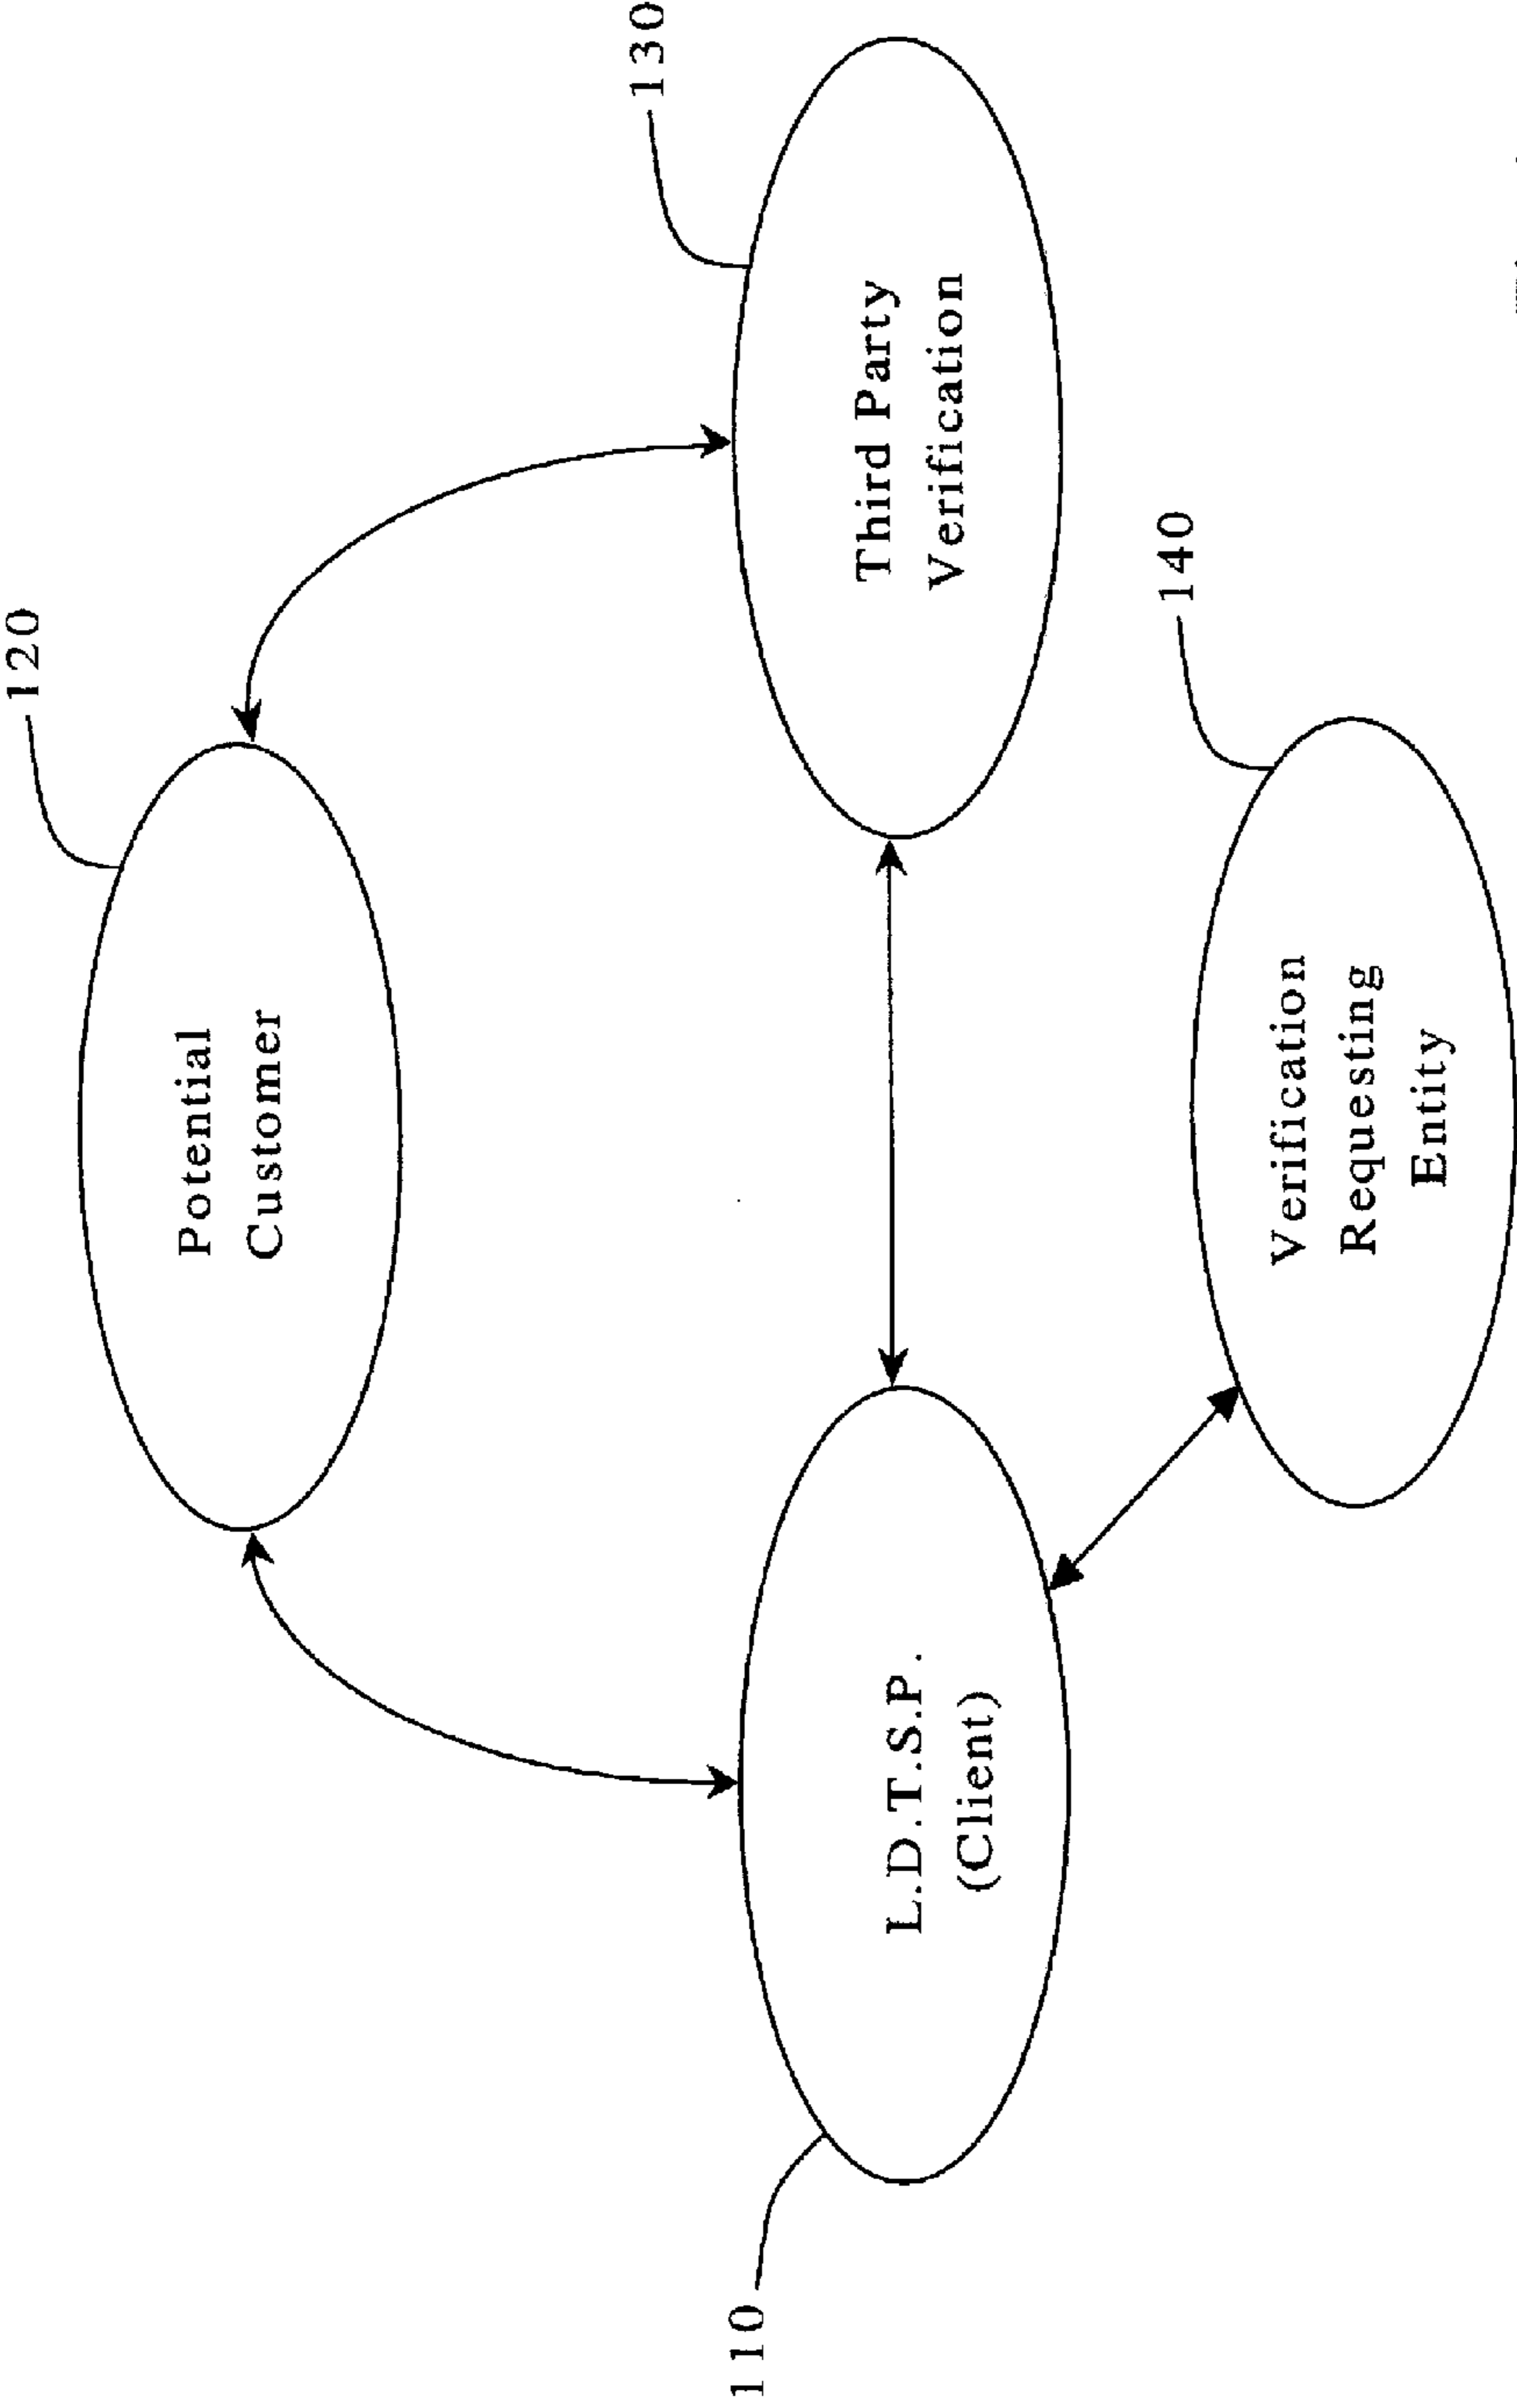 120
Potential
Customer
130
110
L.D.T.S.P.
(Client)
Third Party
Verification
140
Verification
Requesting
Entity